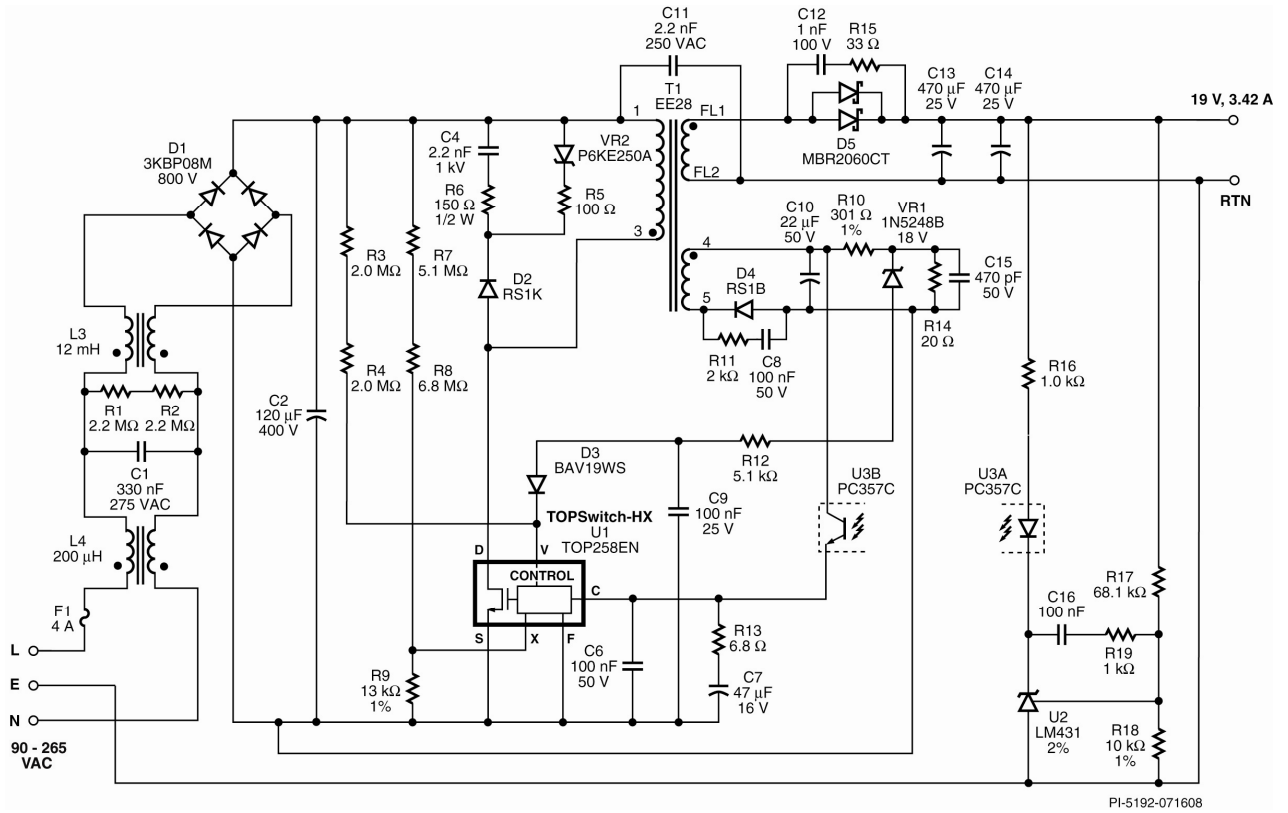 C11
2.2 nF
250 VAC
C12
1 nF
100 V
R15
33 Ω
C13
470 μF
25 V
C14
470 μF
25 V
19 V, 3.42 A
T1
EE28
FL1
FL2
1
3
4
5
D5
MBR2060CT
RTN
D1
3KBP08M
800 V
C4
2.2 nF
1 kV
VR2
P6KE250A
R6
150 Ω
1/2 W
R5
100 Ω
D2
RS1K
R3
2.0 MΩ
R7
5.1 MΩ
C10
22 μF
50 V
R10
301 Ω
1%
VR1
1N5248B
18 V
C15
470 pF
50 V
R14
20 Ω
D4
RS1B
R11
2 kΩ
C8
100 nF
50 V
L3
12 mH
R1
2.2 MΩ
R2
2.2 MΩ
C1
330 nF
275 VAC
L4
200 μH
F1
4 A
L
E
N
90 - 265
VAC
C2
120 μF
400 V
R4
2.0 MΩ
R8
6.8 MΩ
R16
1.0 kΩ
D3
BAV19WS
R12
5.1 kΩ
C9
100 nF
25 V
U3B
PC357C
U3A
PC357C
TOPSwitch-HX
U1
TOP258EN
D
V
CONTROL
C
S
X
F
R9
13 kΩ
1%
C6
100 nF
50 V
R13
6.8 Ω
C7
47 μF
16 V
R17
68.1 kΩ
C16
100 nF
R19
1 kΩ
U2
LM431
2%
R18
10 kΩ
1%
PI-5192-071608